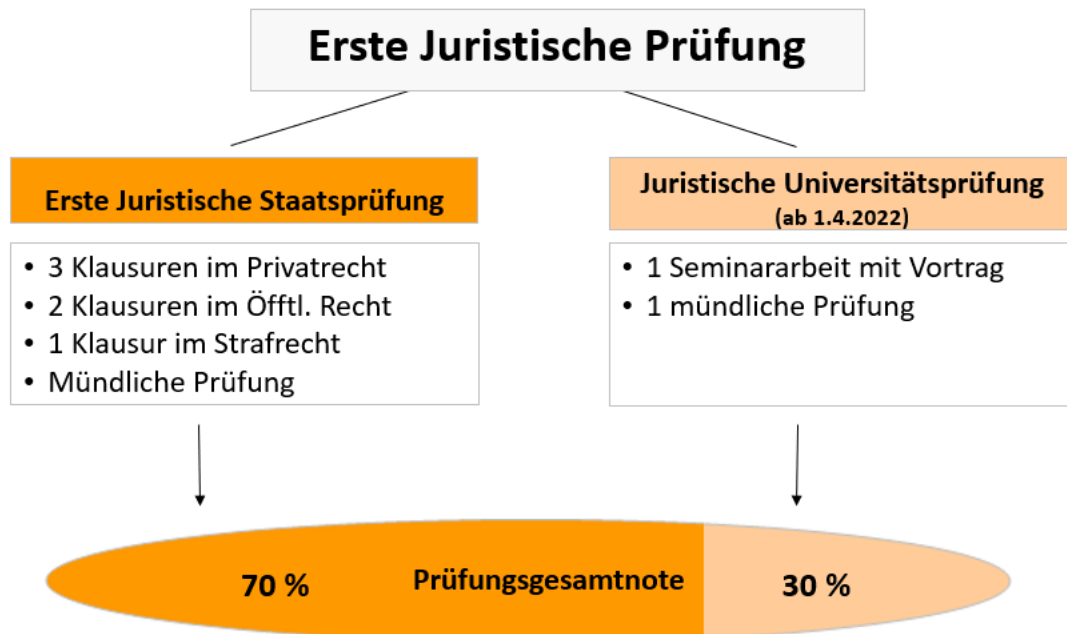 Erste Juristische Prüfung
Erste Juristische Staatsprüfung
• 3 Klausuren im Privatrecht
• 2 Klausuren im Öfftl. Recht
• 1 Klausur im Strafrecht
• Mündliche Prüfung
Juristische Universitätsprüfung
(ab 1.4.2022)
• 1 Seminararbeit mit Vortrag
• 1 mündliche Prüfung
70 % Prüfungsgesamtnote 30 %